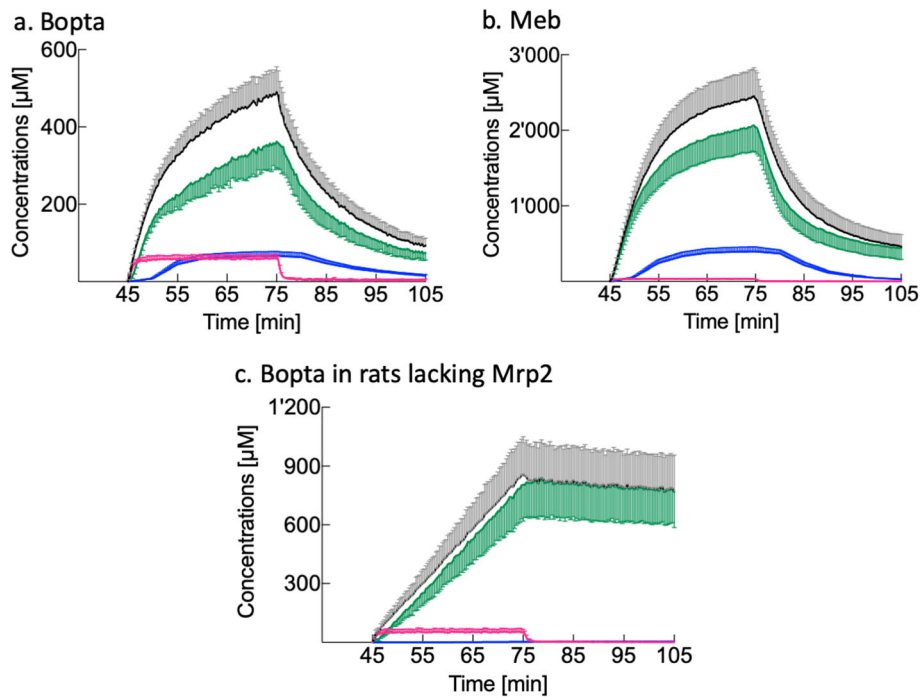 a. Bopta
600
400
200
Concentrations [µM]
45 55 65 75 85 95 105
Time [min]
b. Meb
3'000
2'000
1'000
Concentrations [µM]
45 55 65 75 85 95 105
Time [min]
c. Bopta in rats lacking Mrp2
1'200
900
600
300
Concentrations [µM]
45 55 65 75 85 95 105
Time [min]